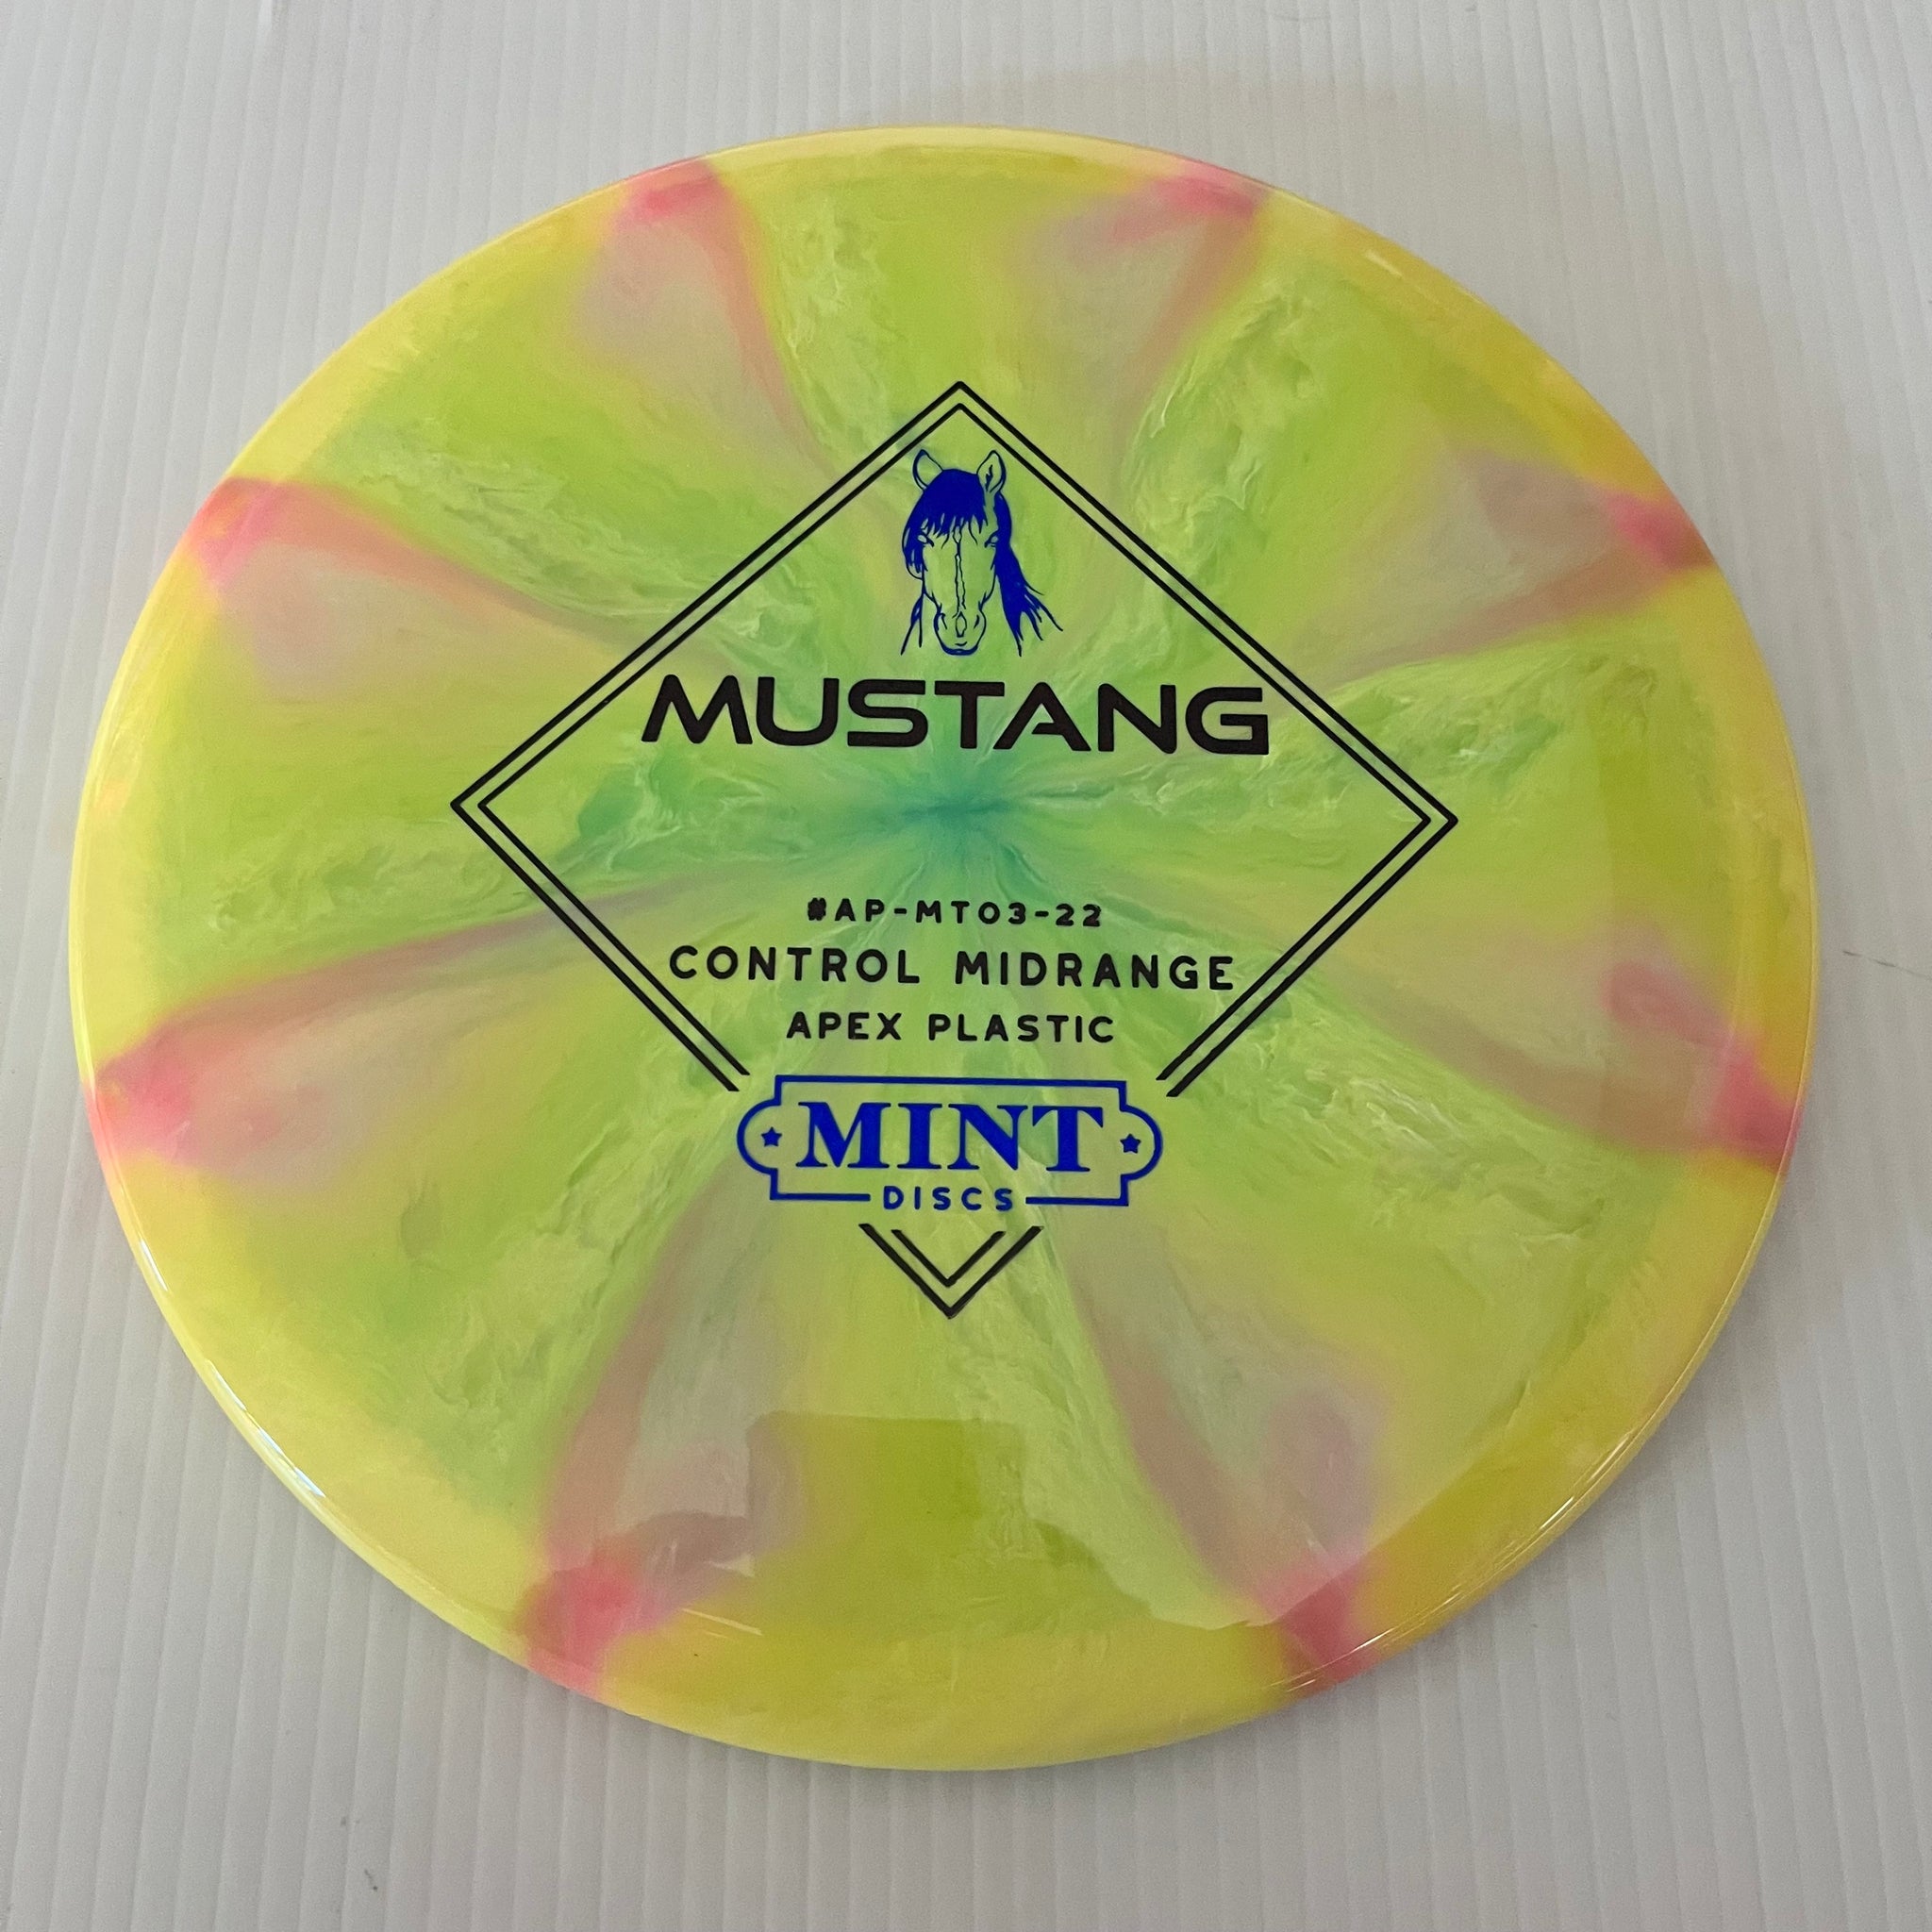 MUSTANG
#AP-MT03-22
CONTROL MIDRANGE
APEX PLASTIC
MINT
DISCS